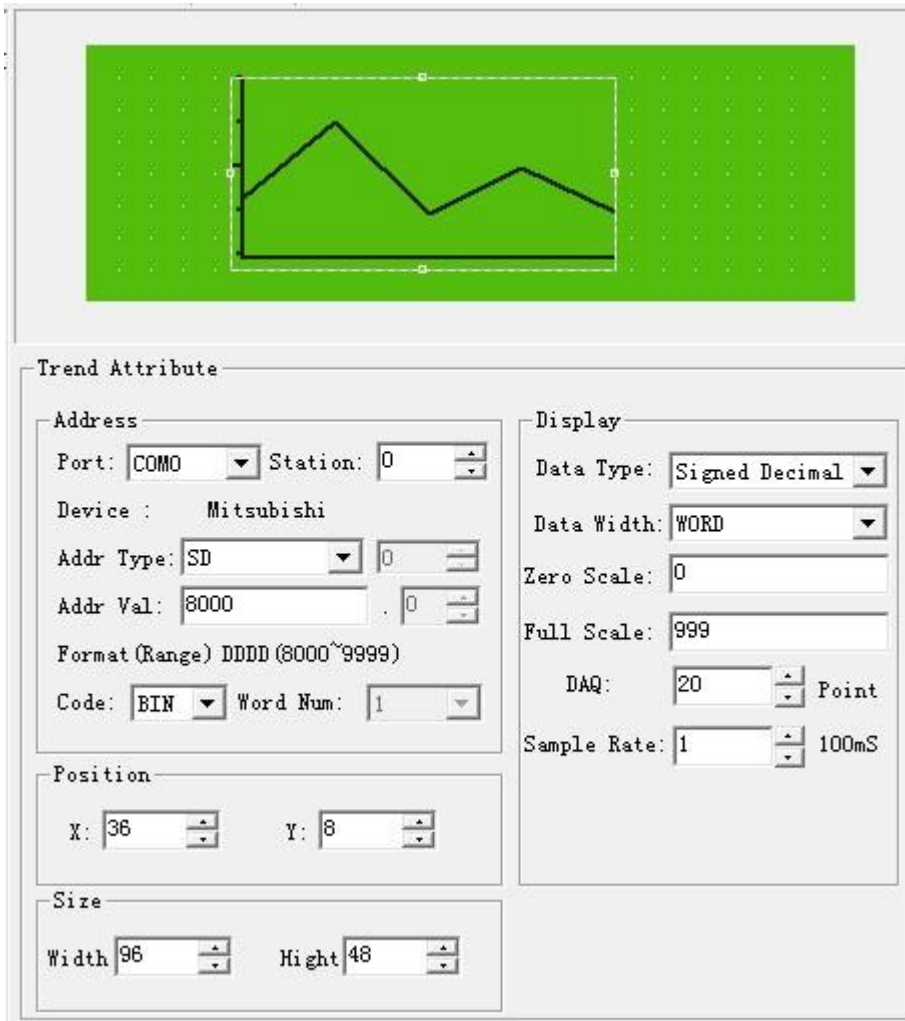 Trend Attribute
Address
Port: COM0 Station: 0
Device : Mitsubishi
Addr Type: SD 0
Addr Val: 8000 . 0
Format(Range) DDDD(8000~9999)
Code: BIN Word Num: 1
Position
X: 36 Y: 8
Size
Width 96 Hight 48
Display
Data Type: Signed Decimal
Data Width: WORD
Zero Scale: 0
Full Scale: 999
DAQ: 20 Point
Sample Rate: 1 100mS